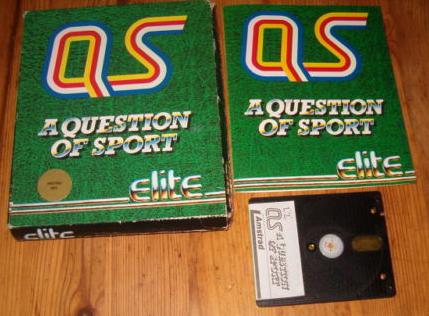 QS
A QUESTION
OF SPORT
Elite
Elite
QS
A QUESTION
OF SPORT
Elite
QS
A QUESTION
OF SPORT
Amstrad